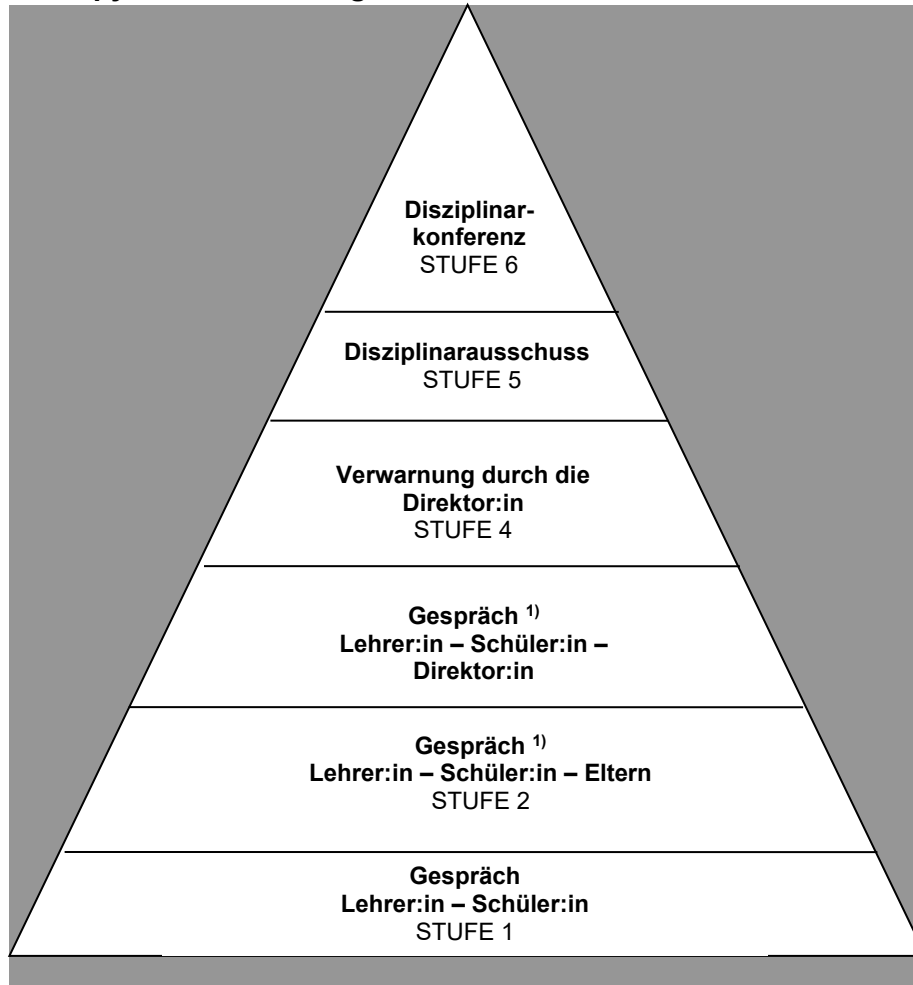 Disziplinar-
konferenz
STUFE 6
Disziplinarausschuss
STUFE 5
Verwarnung durch die
Direktor:in
STUFE 4
Gespräch 1)
Lehrer:in – Schüler:in –
Direktor:in
Gespräch 1)
Lehrer:in – Schüler:in – Eltern
STUFE 2
Gespräch
Lehrer:in – Schüler:in
STUFE 1